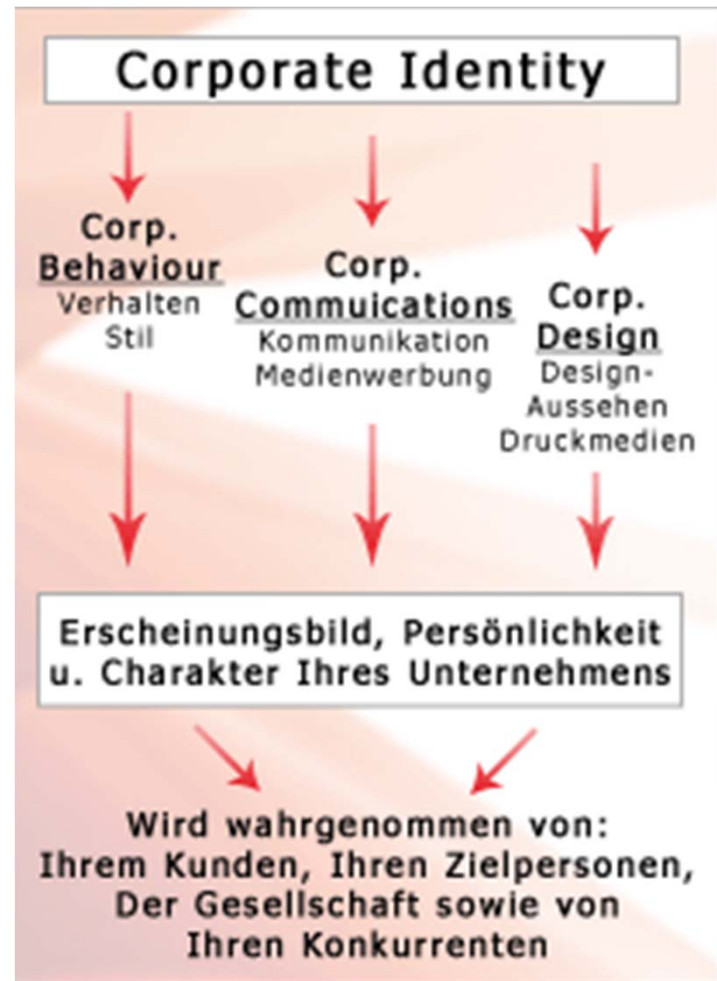 Corporate Identity
Corp.
Behaviour
Verhalten
Stil
Corp.
Commuications
Kommunikation
Medienwerbung
Corp.
Design
Design-
Aussehen
Druckmedien
Erscheinungsbild, Persönlichkeit
u. Charakter Ihres Unternehmens
Wird wahrgenommen von:
Ihrem Kunden, Ihren Zielpersonen,
Der Gesellschaft sowie von
Ihren Konkurrenten